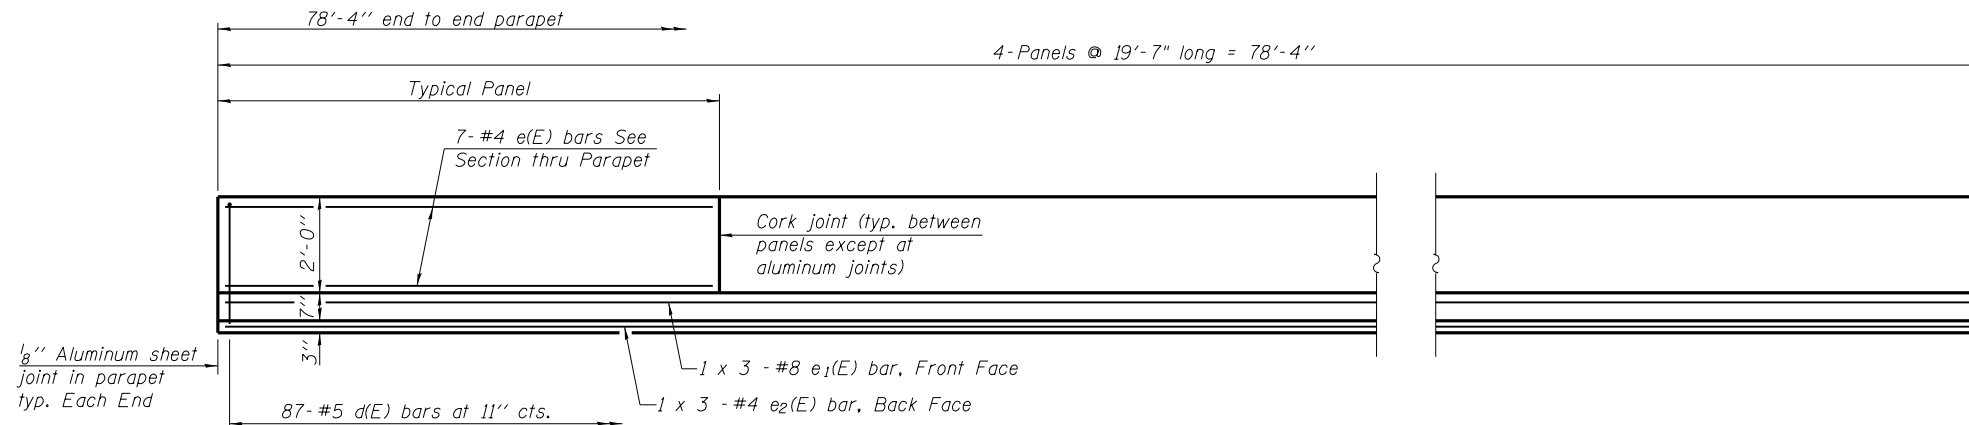 78'-4'' end to end parapet
4-Panels @ 19'-7" long = 78'-4''
Typical Panel
7-#4 e(E) bars See
Section thru Parapet
2'-0''
Cork joint (typ. between
panels except at
aluminum joints)
7''
3''
1/8'' Aluminum sheet
joint in parapet
typ. Each End
1 x 3 -#8 e1(E) bar, Front Face
1 x 3 -#4 e2(E) bar, Back Face
87-#5 d(E) bars at 11'' cts.